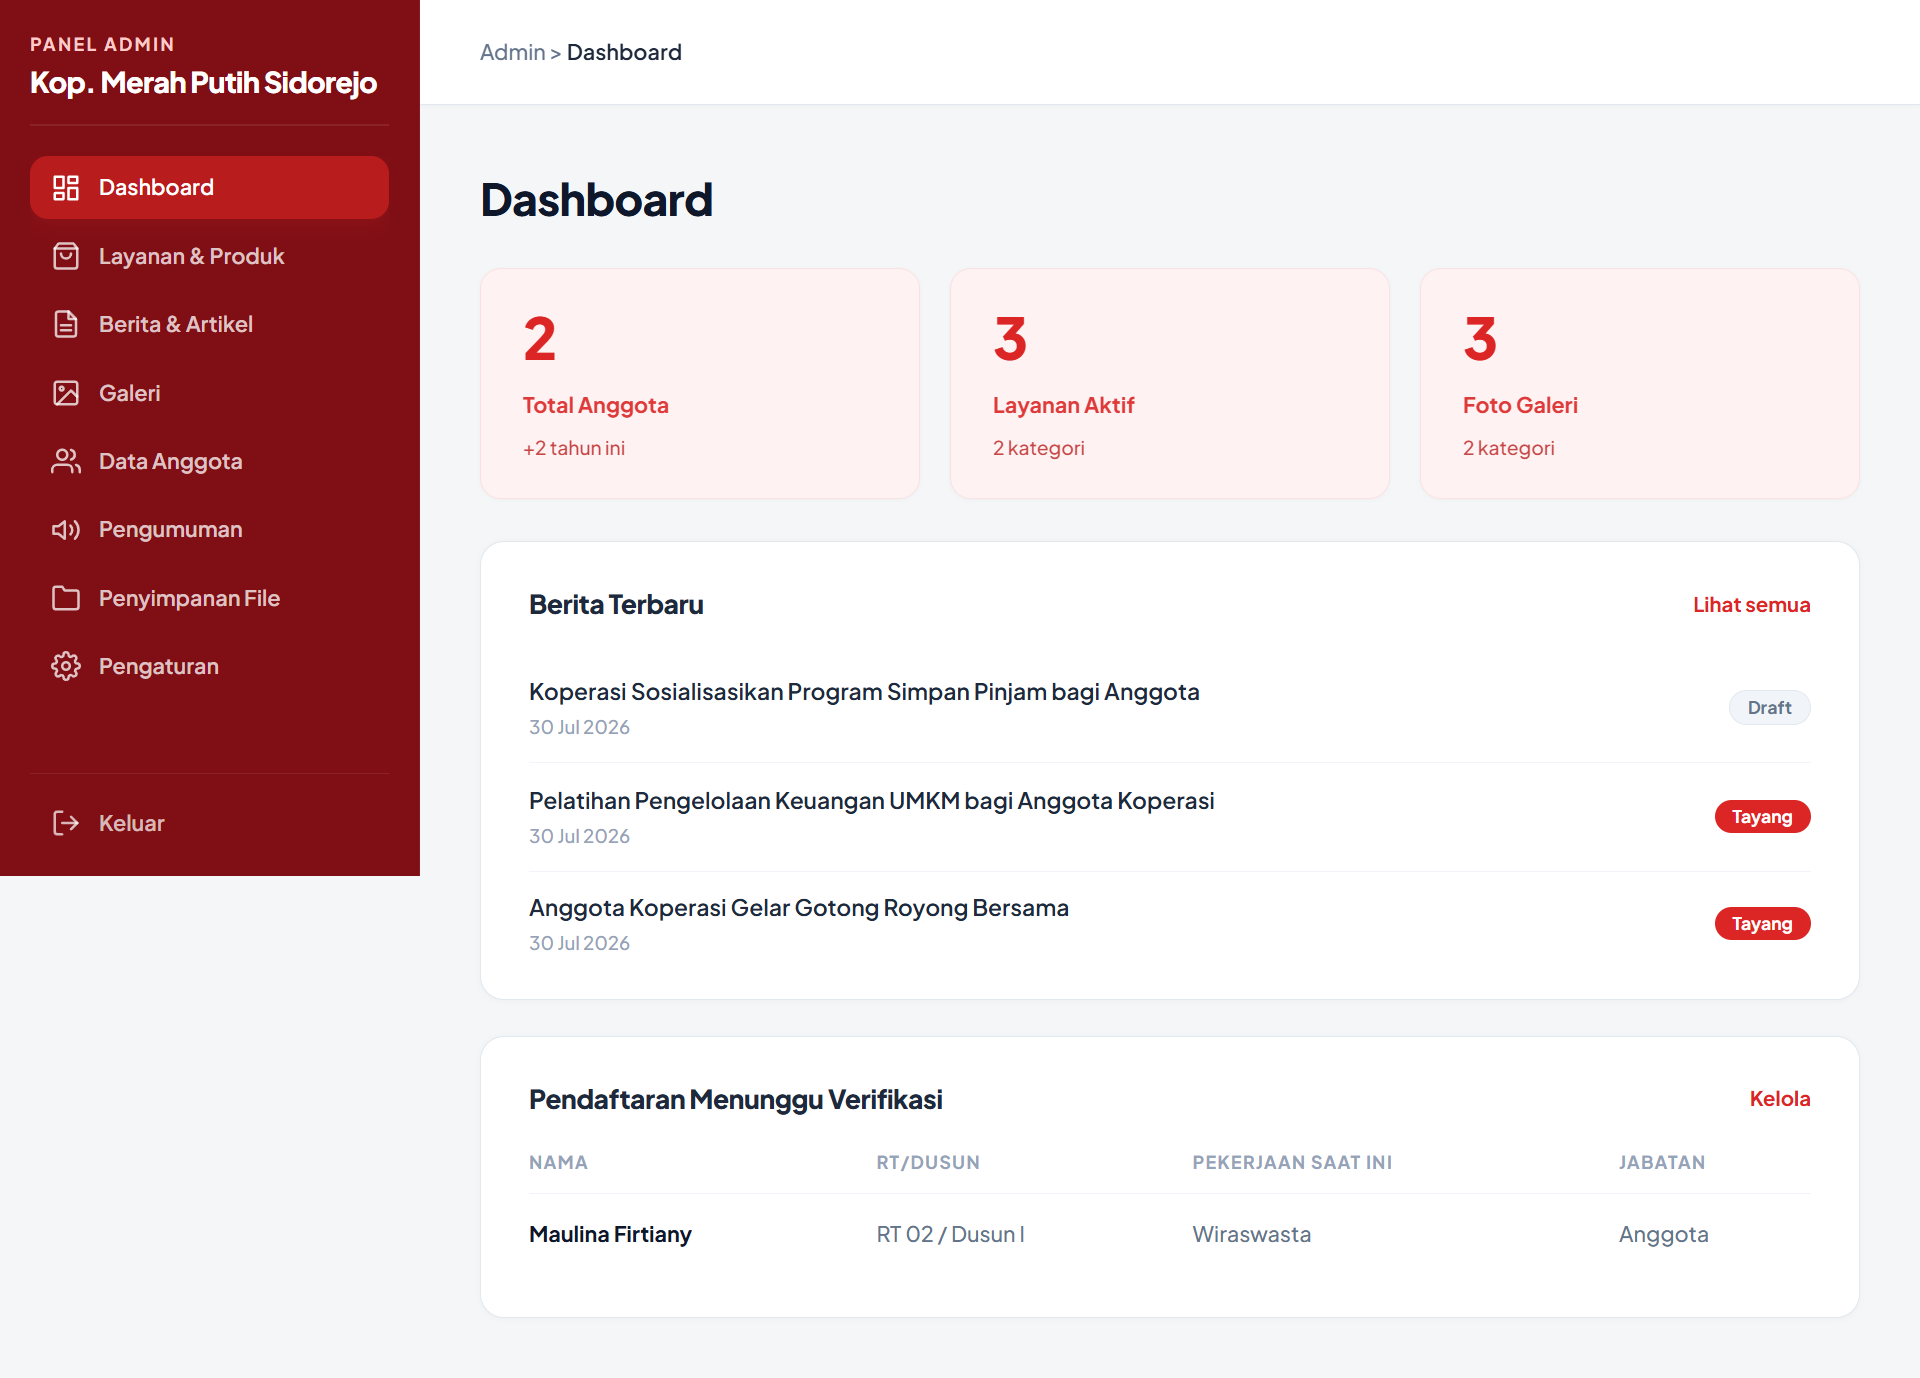 PANEL ADMIN
Kop. Merah Putih Sidorejo
Dashboard
Layanan & Produk
Berita & Artikel
Galeri
Data Anggota
Pengumuman
Penyimpanan File
Pengaturan
Keluar
Admin > Dashboard
Dashboard
2
Total Anggota
+2 tahun ini
3
Layanan Aktif
2 kategori
3
Foto Galeri
2 kategori
Berita Terbaru
Lihat semua
Koperasi Sosialisasikan Program Simpan Pinjam bagi Anggota
30 Jul 2026
Draft
Pelatihan Pengelolaan Keuangan UMKM bagi Anggota Koperasi
30 Jul 2026
Tayang
Anggota Koperasi Gelar Gotong Royong Bersama
30 Jul 2026
Tayang
Pendaftaran Menunggu Verifikasi
Kelola
NAMA RT/DUSUN PEKERJAAN SAAT INI JABATAN
Maulina Firtiany RT 02 / Dusun I Wiraswasta Anggota